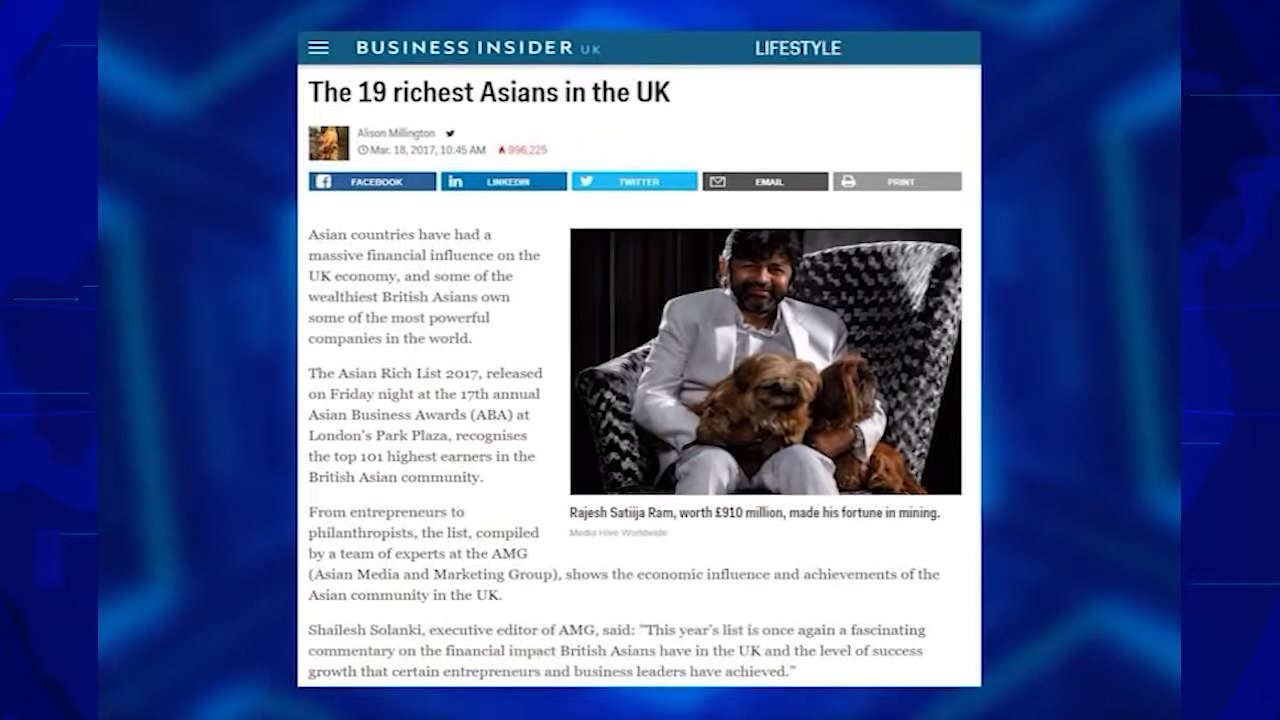 BUSINESS INSIDER UK
LIFESTYLE
The 19 richest Asians in the UK
Alison Millington
Mar. 18, 2017, 10:45 AM 996,225
FACEBOOK
LINKEDIN
TWITTER
EMAIL
PRINT
Asian countries have had a
massive financial influence on the
UK economy, and some of the
wealthiest British Asians own
some of the most powerful
companies in the world.
The Asian Rich List 2017, released
on Friday night at the 17th annual
Asian Business Awards (ABA) at
London's Park Plaza, recognises
the top 101 highest earners in the
British Asian community.
From entrepreneurs to
philanthropists, the list, compiled
by a team of experts at the AMG
(Asian Media and Marketing Group), shows the economic influence and achievements of the
Asian community in the UK.
Rajesh Satiija Ram, worth £910 million, made his fortune in mining.
Media Hive Worldwide
Shailesh Solanki, executive editor of AMG, said: "This year's list is once again a fascinating
commentary on the financial impact British Asians have in the UK and the level of success
growth that certain entrepreneurs and business leaders have achieved."